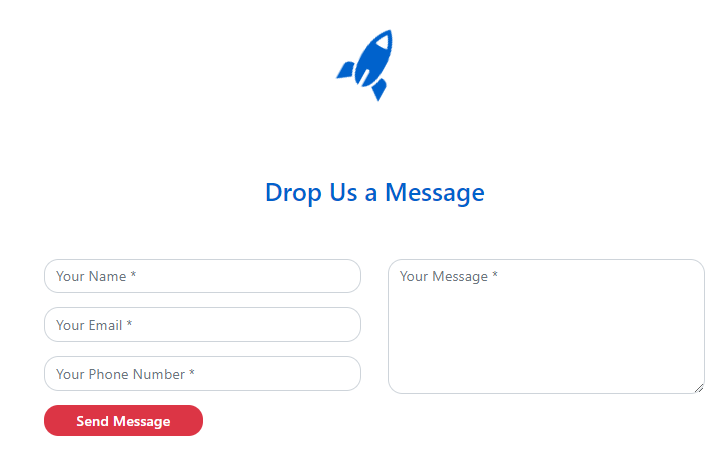 Drop Us a Message
Your Name *
Your Email *
Your Phone Number *
Send Message
Your Message *